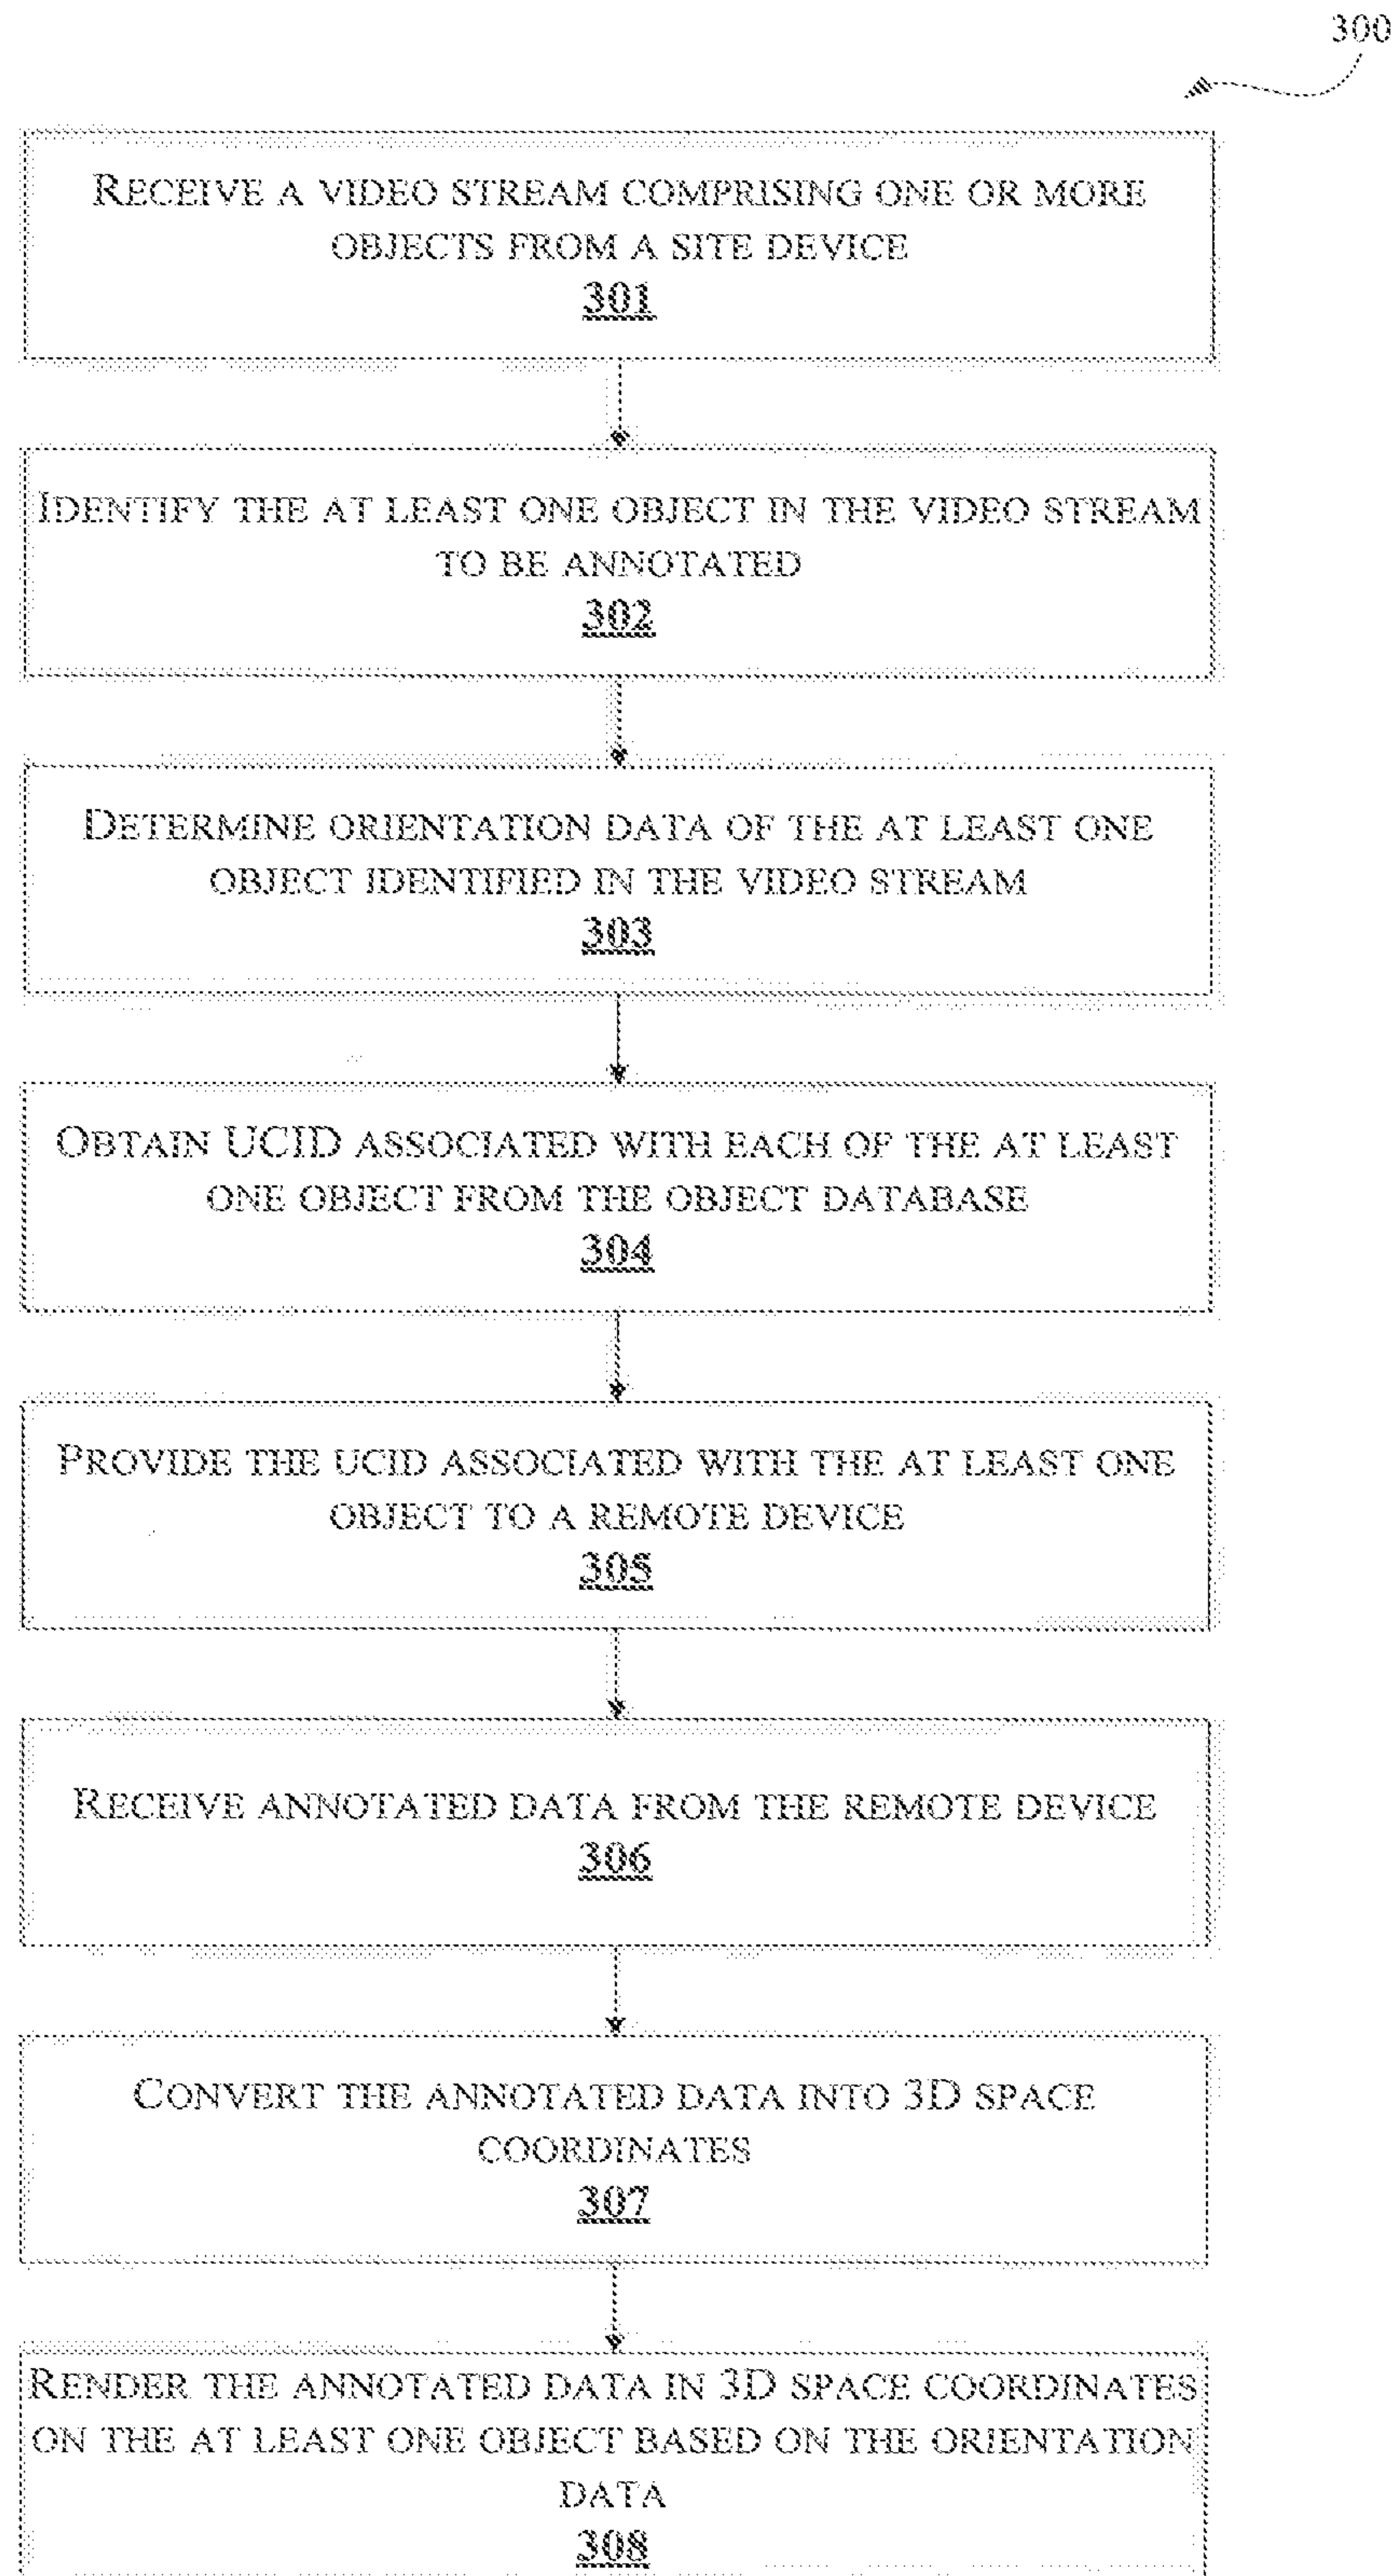 300
RECEIVE A VIDEO STREAM COMPRISING ONE OR MORE
OBJECTS FROM A SITE DEVICE
301
IDENTIFY THE AT LEAST ONE OBJECT IN THE VIDEO STREAM
TO BE ANNOTATED
302
DETERMINE ORIENTATION DATA OF THE AT LEAST ONE
OBJECT IDENTIFIED IN THE VIDEO STREAM
303
OBTAIN UCID ASSOCIATED WITH EACH OF THE AT LEAST
ONE OBJECT FROM THE OBJECT DATABASE
304
PROVIDE THE UCID ASSOCIATED WITH THE AT LEAST ONE
OBJECT TO A REMOTE DEVICE
305
RECEIVE ANNOTATED DATA FROM THE REMOTE DEVICE
306
CONVERT THE ANNOTATED DATA INTO 3D SPACE
COORDINATES
307
RENDER THE ANNOTATED DATA IN 3D SPACE COORDINATES
ON THE AT LEAST ONE OBJECT BASED ON THE ORIENTATION
DATA
308